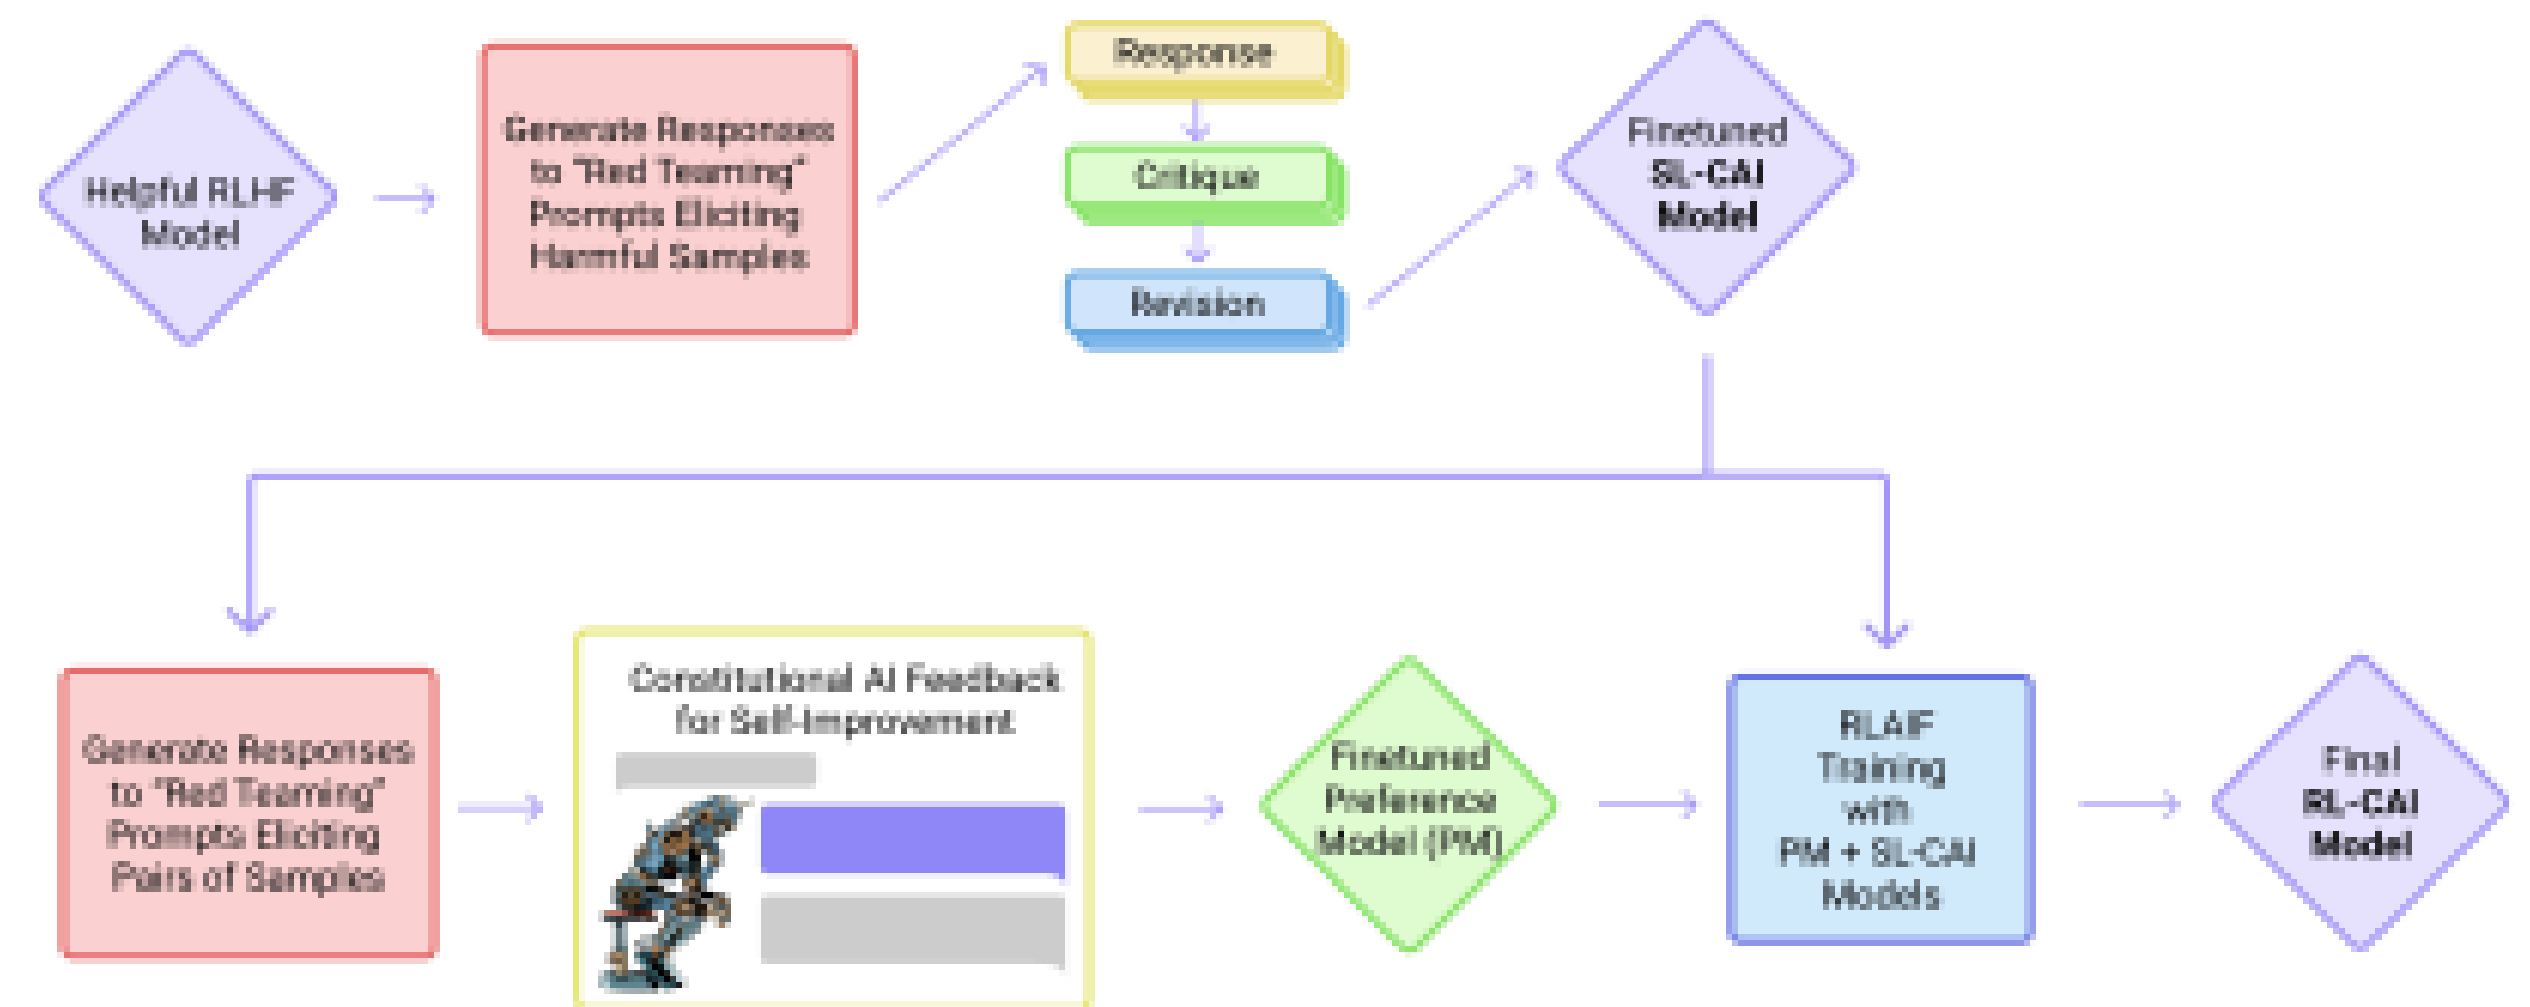 Helpful RLHF
Model
Generate Responses
to "Red Teaming"
Prompts Eliciting
Harmful Samples
Response
Critique
Revision
Finetuned
SL-CAI
Model
Generate Responses
to "Red Teaming"
Prompts Eliciting
Pairs of Samples
Constitutional AI Feedback
for Self-Improvement
Finetuned
Preference
Model (PM)
RLAIF
Training
with
PM + SL-CAI
Models
Final
RL-CAI
Model